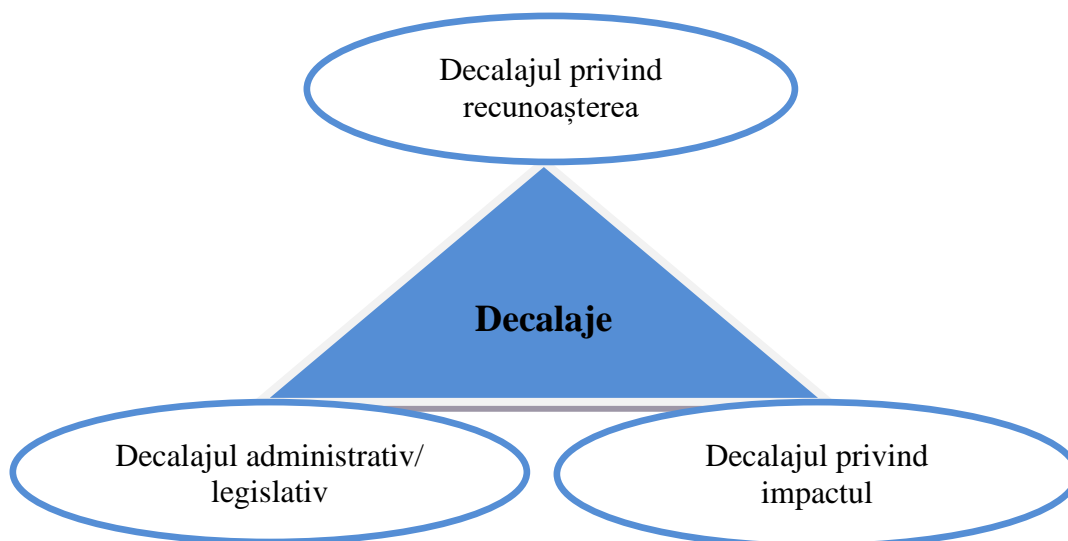 Decalajul privind
recunoașterea
Decalaje
Decalajul administrativ/
legislativ
Decalajul privind
impactul